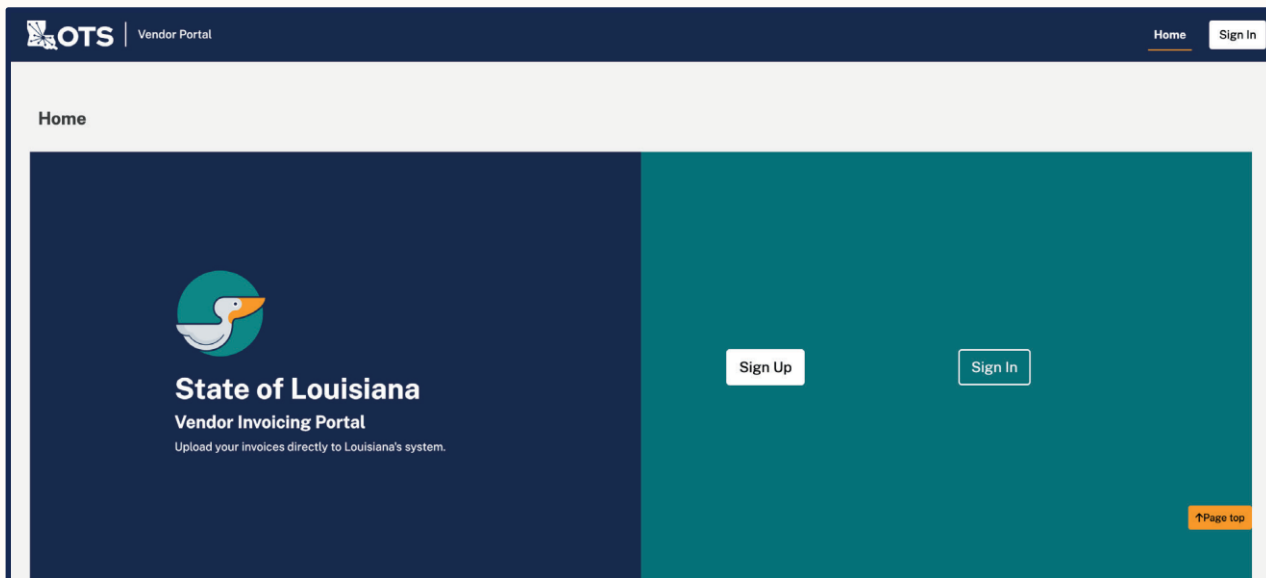 OTS
Vendor Portal
Home
Sign In
Home
State of Louisiana
Vendor Invoicing Portal
Upload your invoices directly to Louisiana's system.
Sign Up
Sign In
↑Page top